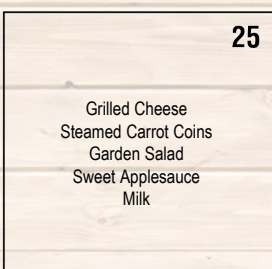 25
Grilled Cheese
Steamed Carrot Coins
Garden Salad
Sweet Applesauce
Milk